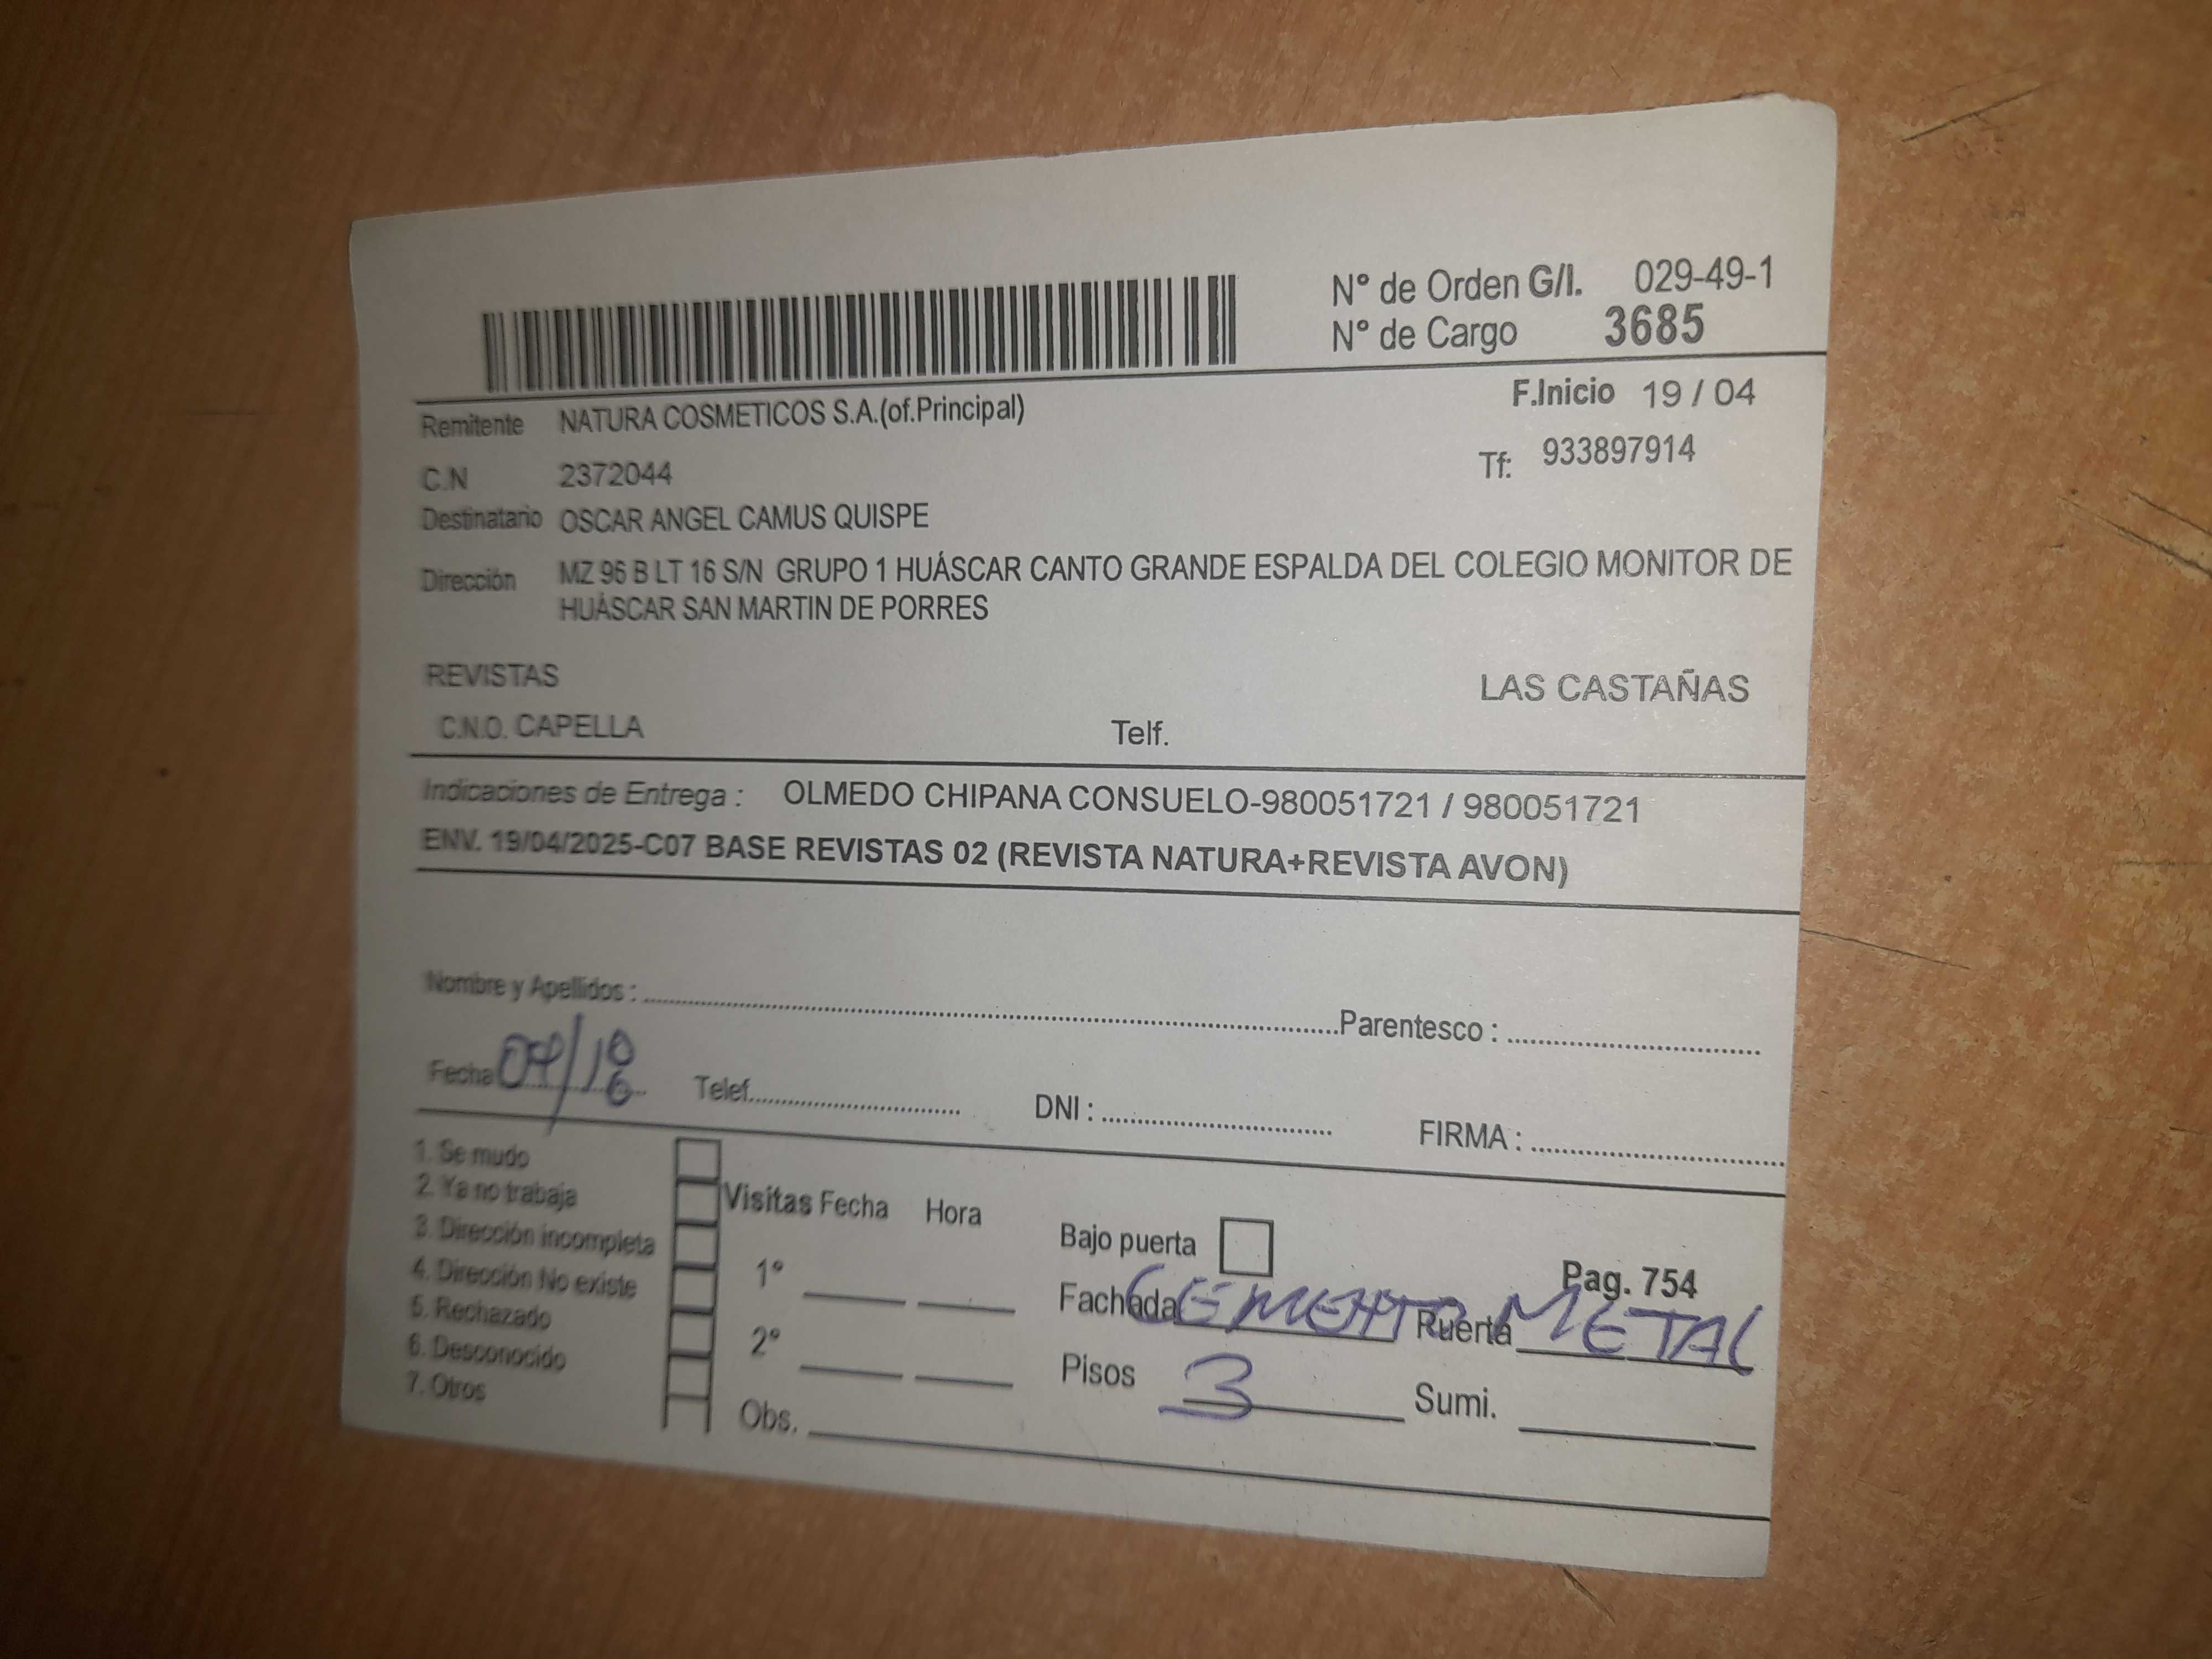 N° de Orden G/I. 029-49-1
N° de Cargo 3685
F.Inicio 19 / 04
Remitente NATURA COSMETICOS S.A.(of.Principal)
Tf: 933897914
C.N 2372044
Destinatario OSCAR ANGEL CAMUS QUISPE
Dirección MZ 96 B LT 16 S/N GRUPO 1 HUÁSCAR CANTO GRANDE ESPALDA DEL COLEGIO MONITOR DE
HUÁSCAR SAN MARTIN DE PORRES
REVISTAS LAS CASTAÑAS
C.N.O. CAPELLA Telf.
Indicaciones de Entrega : OLMEDO CHIPANA CONSUELO-980051721 / 980051721
ENV. 19/04/2025-C07 BASE REVISTAS 02 (REVISTA NATURA+REVISTA AVON)
Nombre y Apellidos : Parentesco :
Fecha Telef. DNI : FIRMA :
1. Se mudo
2. Ya no trabaja
3. Dirección incompleta
4. Dirección No existe
5. Rechazado
6. Desconocido
7. Otros
Visitas Fecha Hora
1°
2°
Obs.
Bajo puerta
Pag. 754
Fachada CEMENTO Puerta METAL
Pisos 3 Sumi.